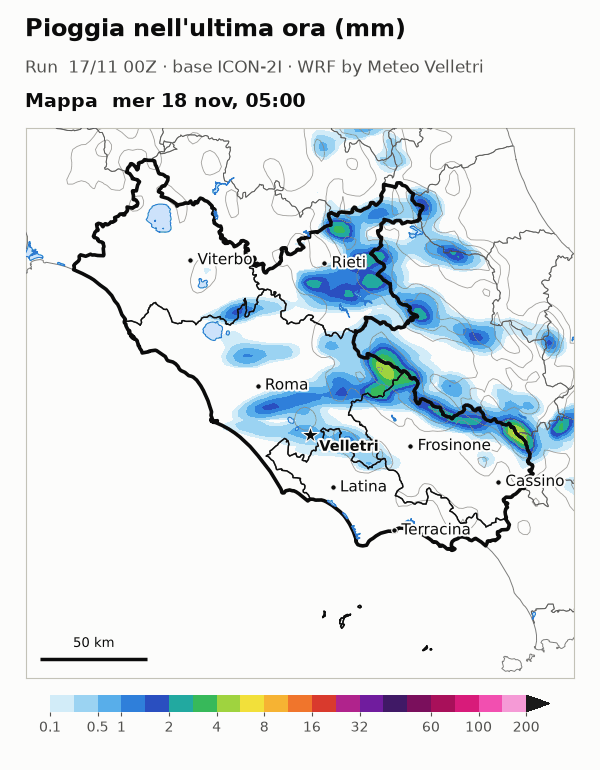 Pioggia nell'ultima ora (mm)
Run  17/11 00Z · base ICON-2I · WRF by Meteo Velletri
Mappa  mer 18 nov, 05:00
Viterbo
Rieti
Roma
Velletri
Frosinone
Latina
Cassino
Terracina
50 km
0.1 0.5 1 2 4 8 16 32 60 100 200